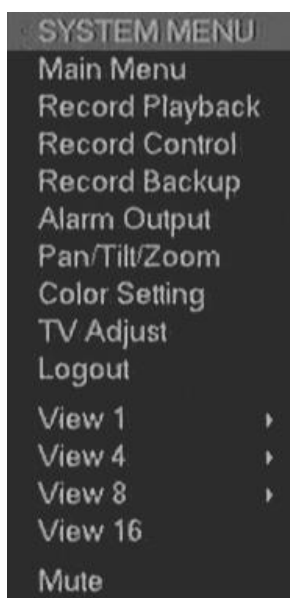 SYSTEM MENU
Main Menu
Record Playback
Record Control
Record Backup
Alarm Output
Pan/Tilt/Zoom
Color Setting
TV Adjust
Logout
View 1
View 4
View 8
View 16
Mute